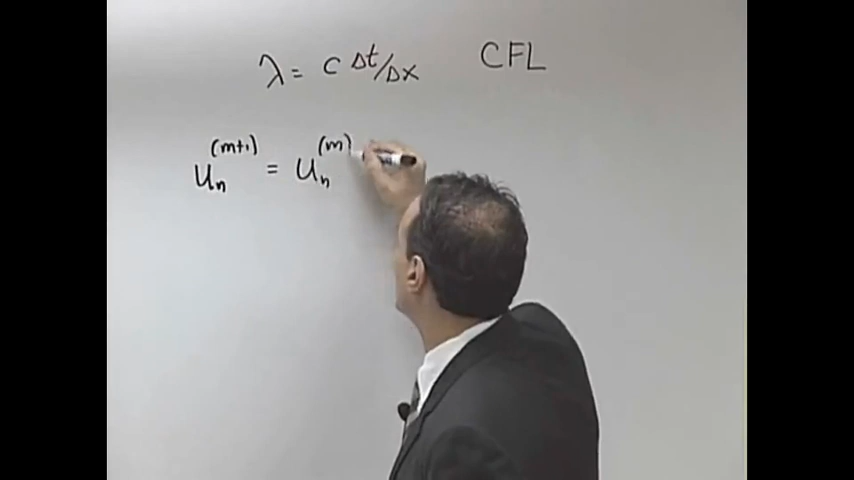 λ = c Δt/Δx CFL
u_n^(m+1) = u_n^(m)